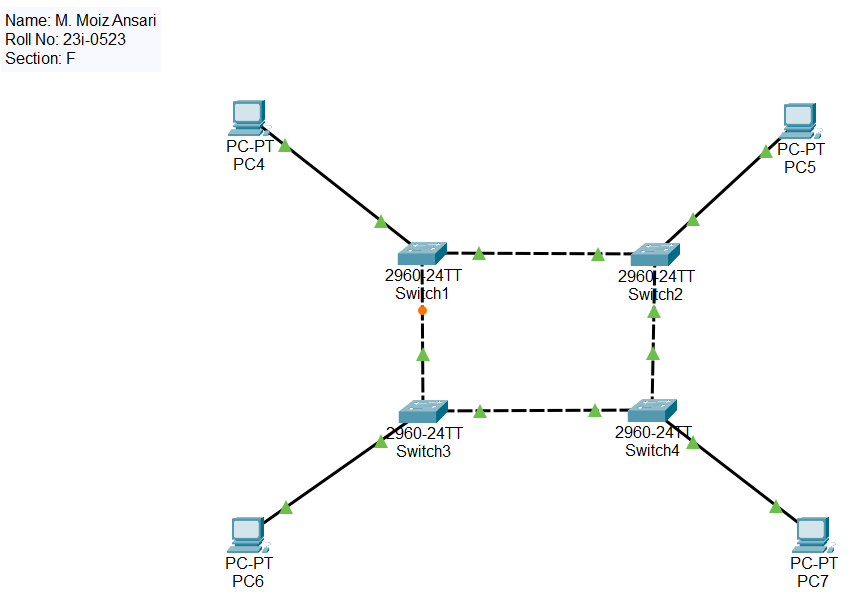 Name: M. Moiz Ansari
Roll No: 23i-0523
Section: F
PC-PT
PC4
PC-PT
PC5
2960-24TT
Switch1
2960-24TT
Switch2
2960-24TT
Switch3
2960-24TT
Switch4
PC-PT
PC6
PC-PT
PC7